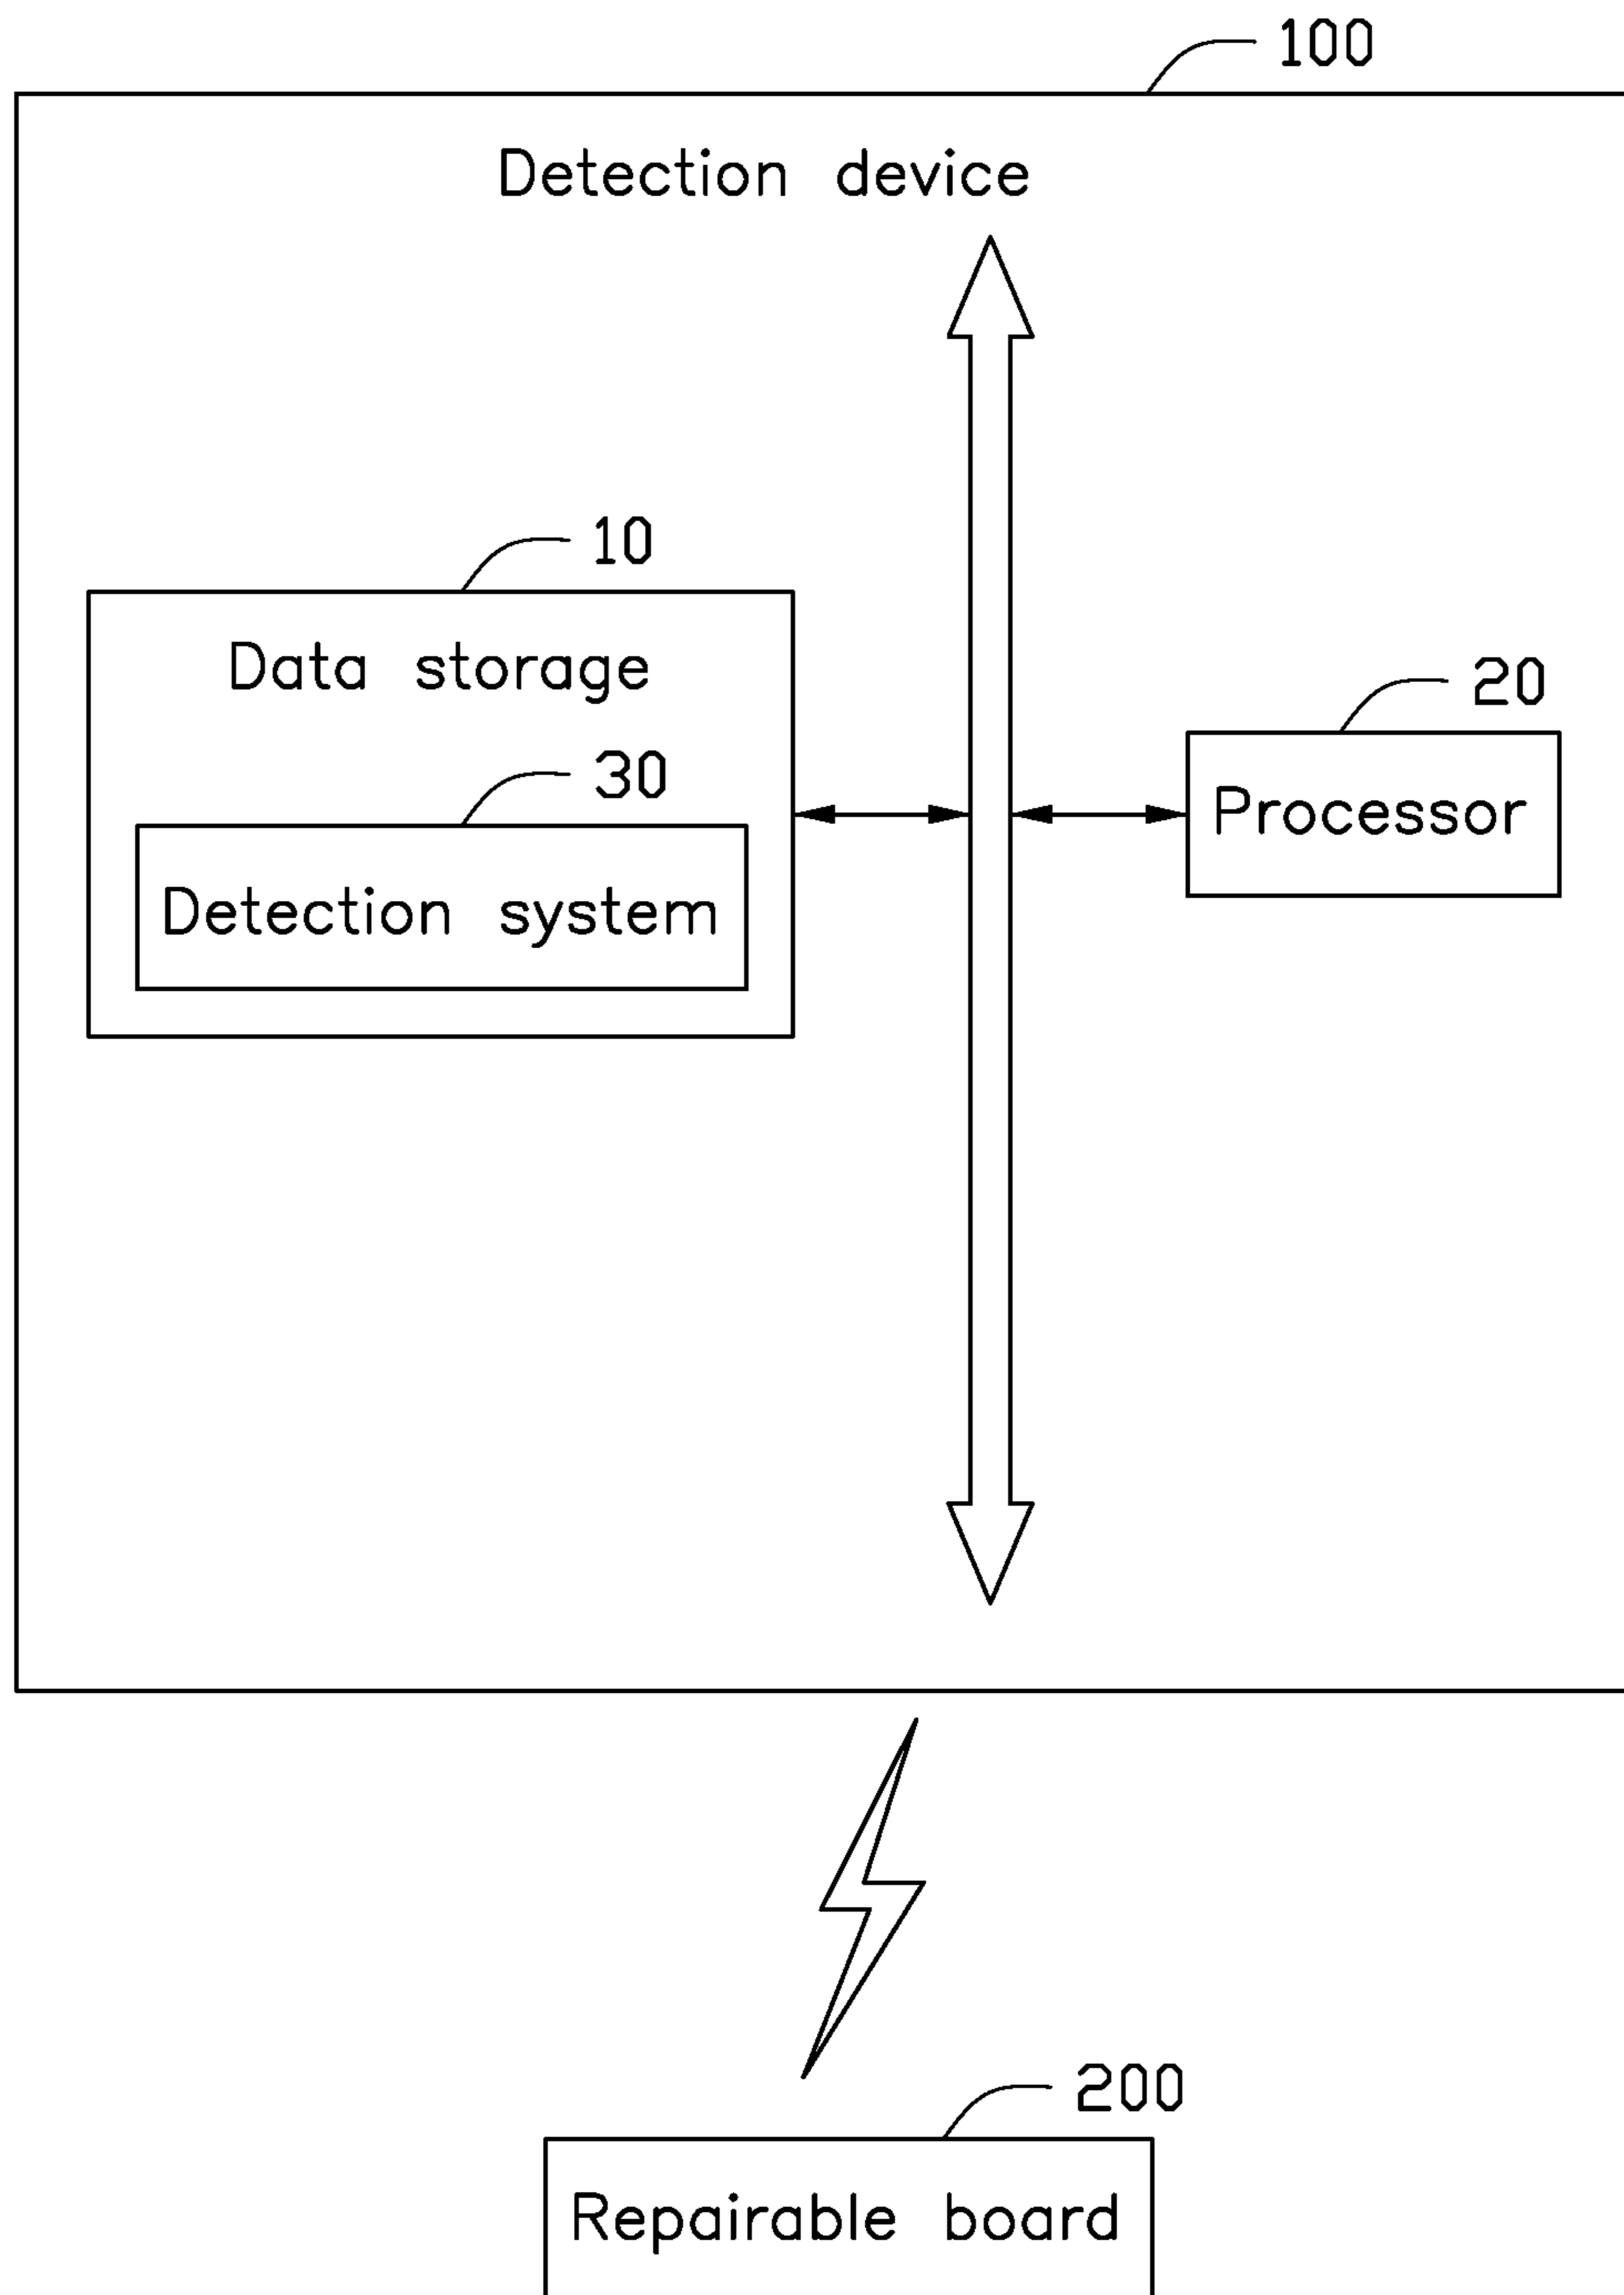 100
Detection device
10
Data storage
20
30
Processor
Detection system
200
Repairable board